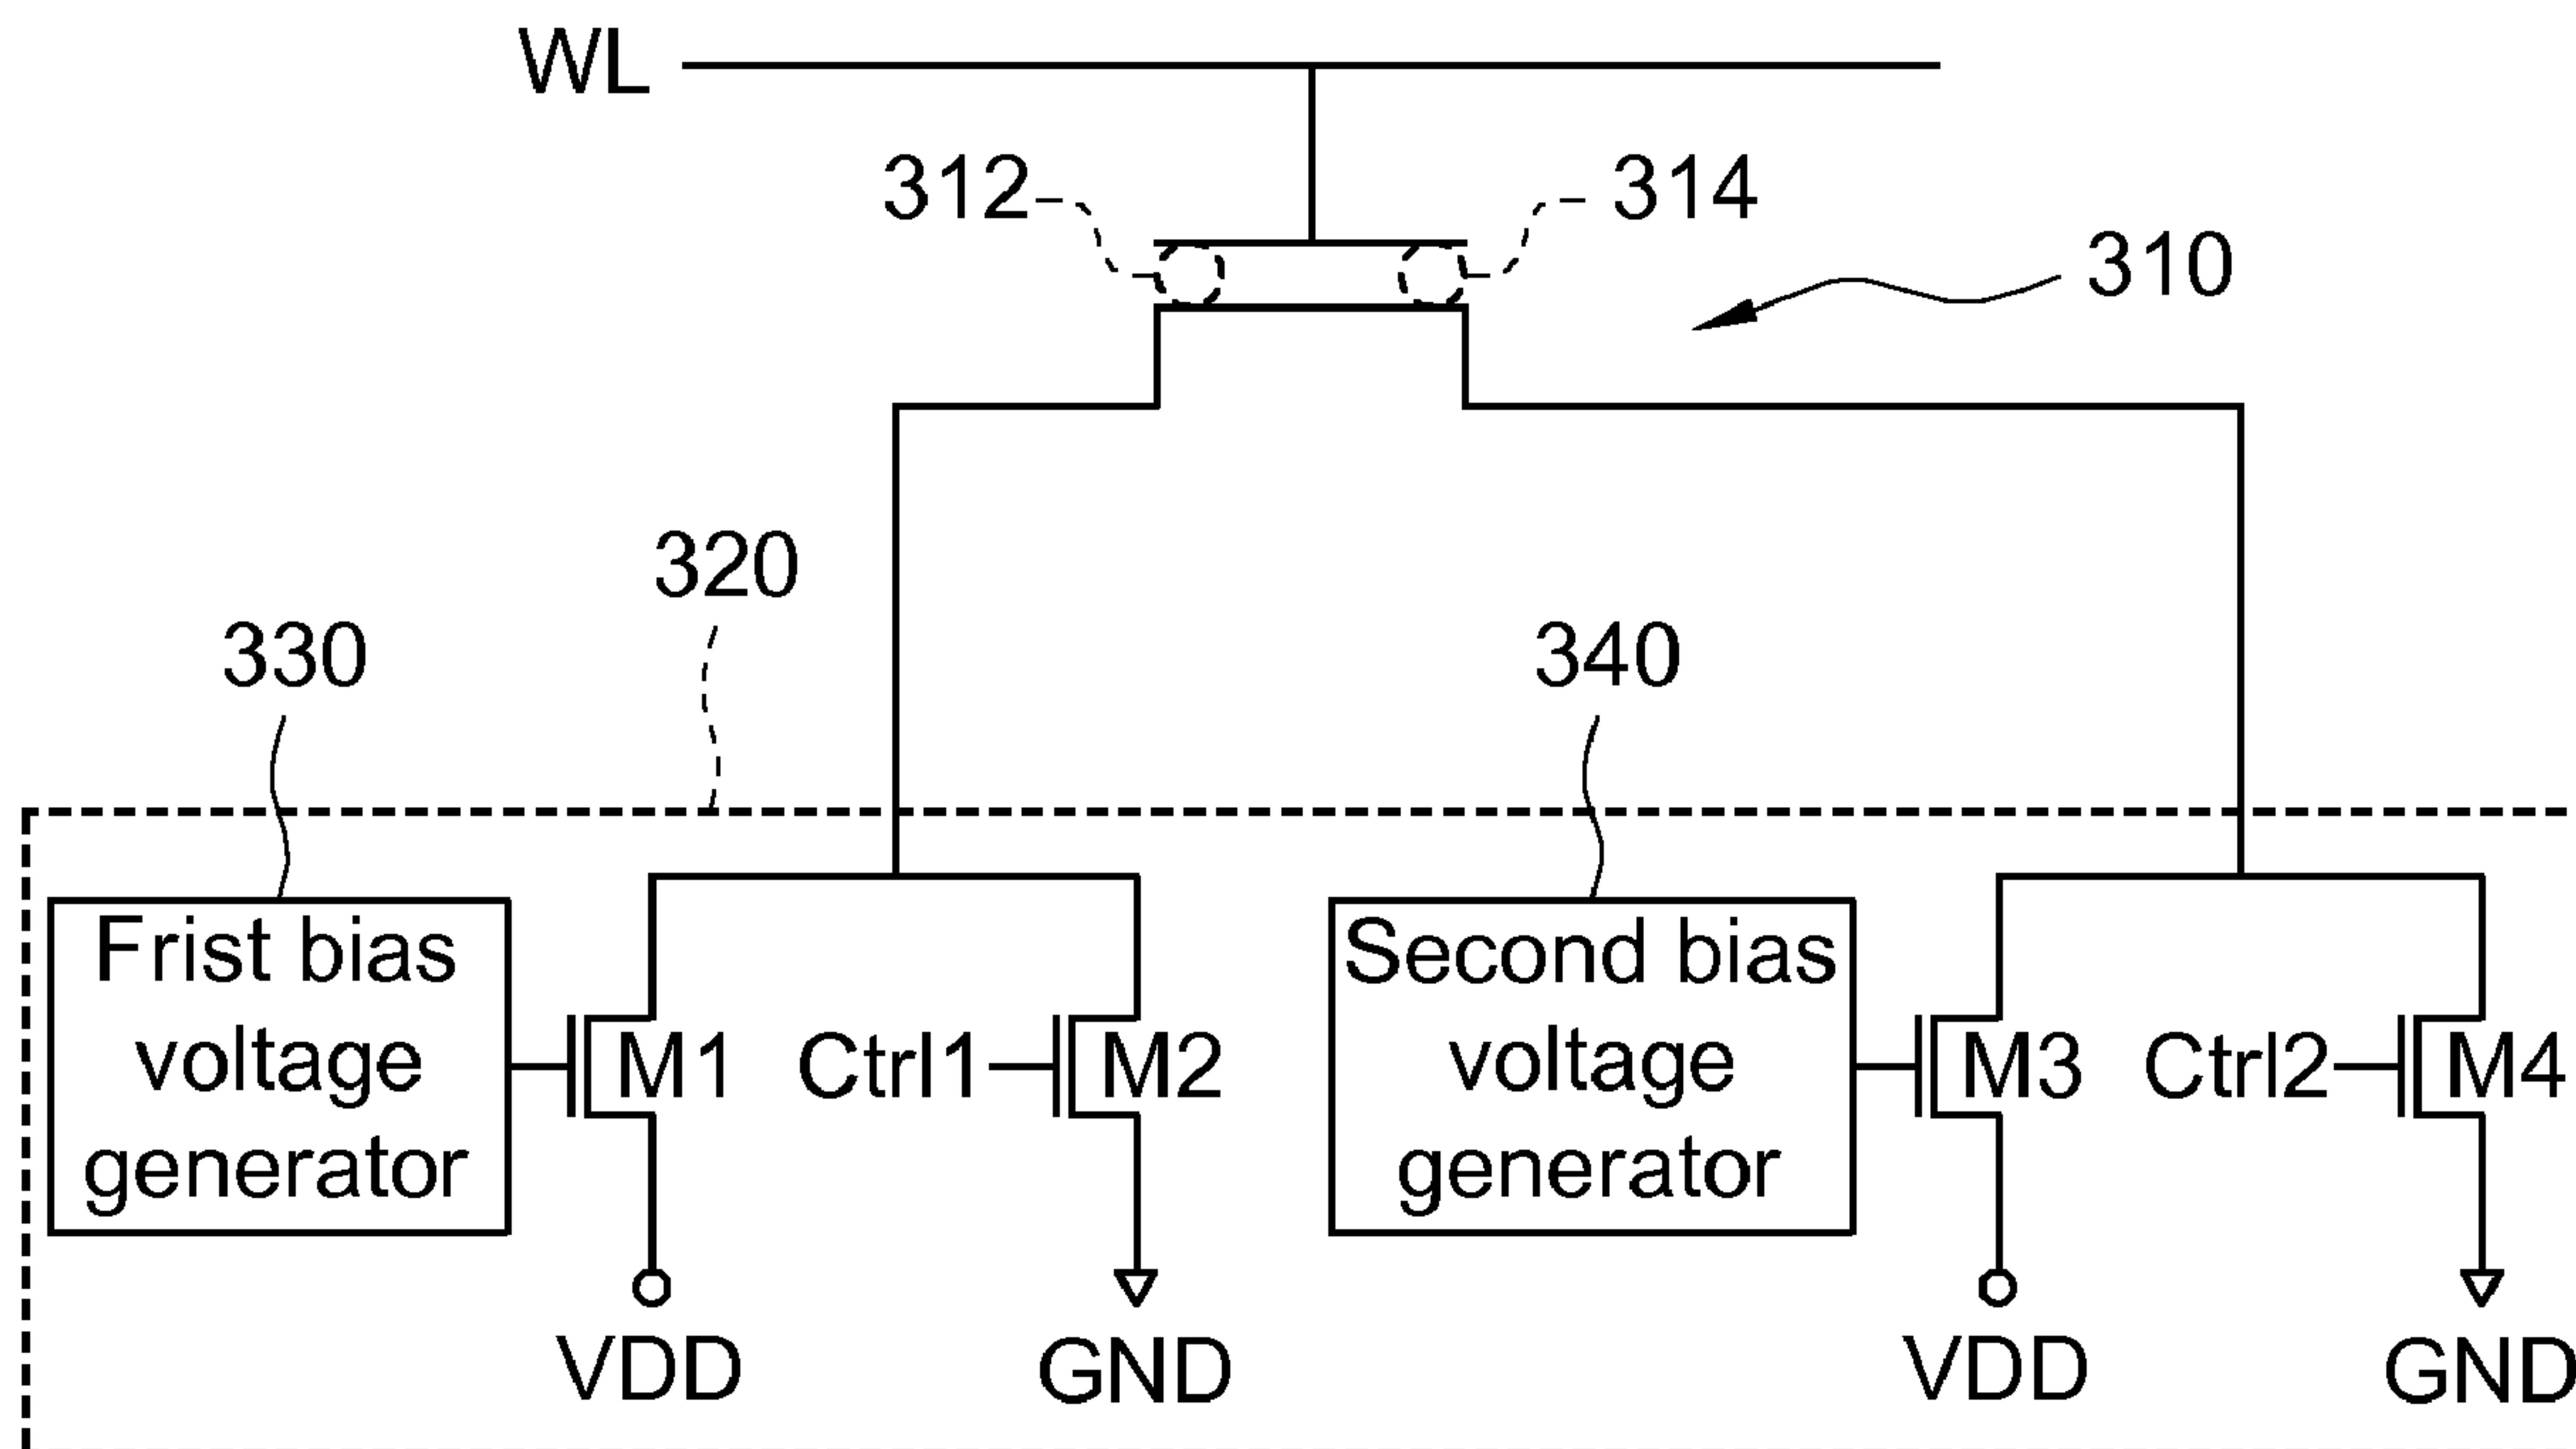 WL
312
314
310
320
330
340
Frist bias
voltage
generator
M1
Ctrl1
M2
Second bias
voltage
generator
M3
Ctrl2
M4
VDD
GND
VDD
GND